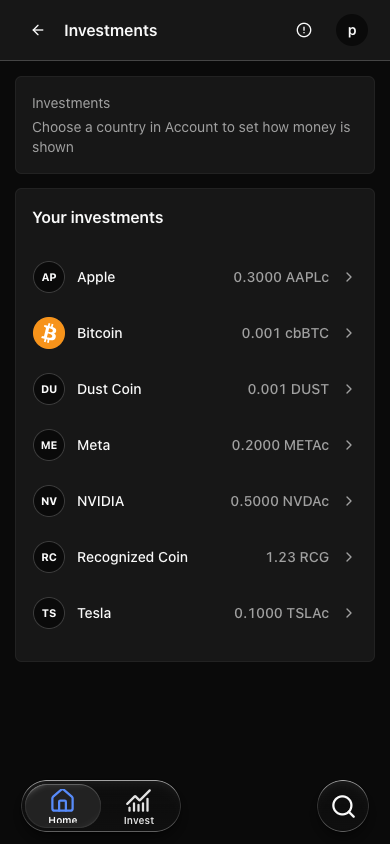 Investments
p
Investments
Choose a country in Account to set how money is
shown
Your investments
AP Apple 0.3000 AAPLc
Bitcoin 0.001 cbBTC
DU Dust Coin 0.001 DUST
ME Meta 0.2000 METAc
NV NVIDIA 0.5000 NVDAc
RC Recognized Coin 1.23 RCG
TS Tesla 0.1000 TSLAc
Home Invest